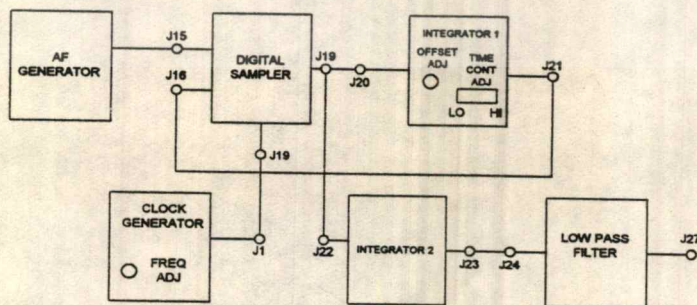 AF
GENERATOR
J15
J16
DIGITAL
SAMPLER
J19
J20
INTEGRATOR 1
OFFSET
ADJ
TIME
CONT
ADJ
LO
HI
J21
J19
CLOCK
GENERATOR
FREQ
ADJ
J1
J22
INTEGRATOR 2
J23
J24
LOW PASS
FILTER
J27